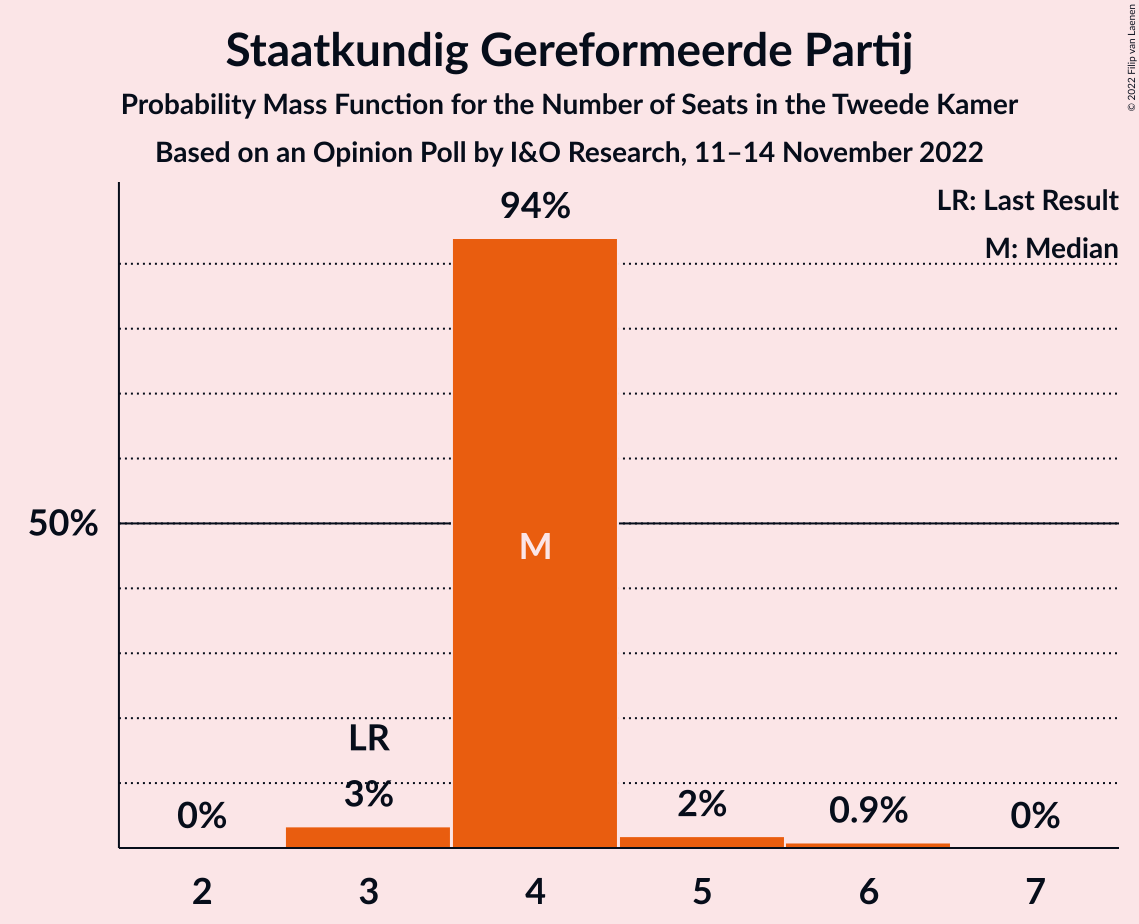 Staatkundig Gereformeerde Partij
Probability Mass Function for the Number of Seats in the Tweede Kamer
Based on an Opinion Poll by I&O Research, 11–14 November 2022
© 2022 Filip van Laenen
LR: Last Result
M: Median
94%
50%
M
LR
3%
0%
2%
0.9%
0%
2 3 4 5 6 7